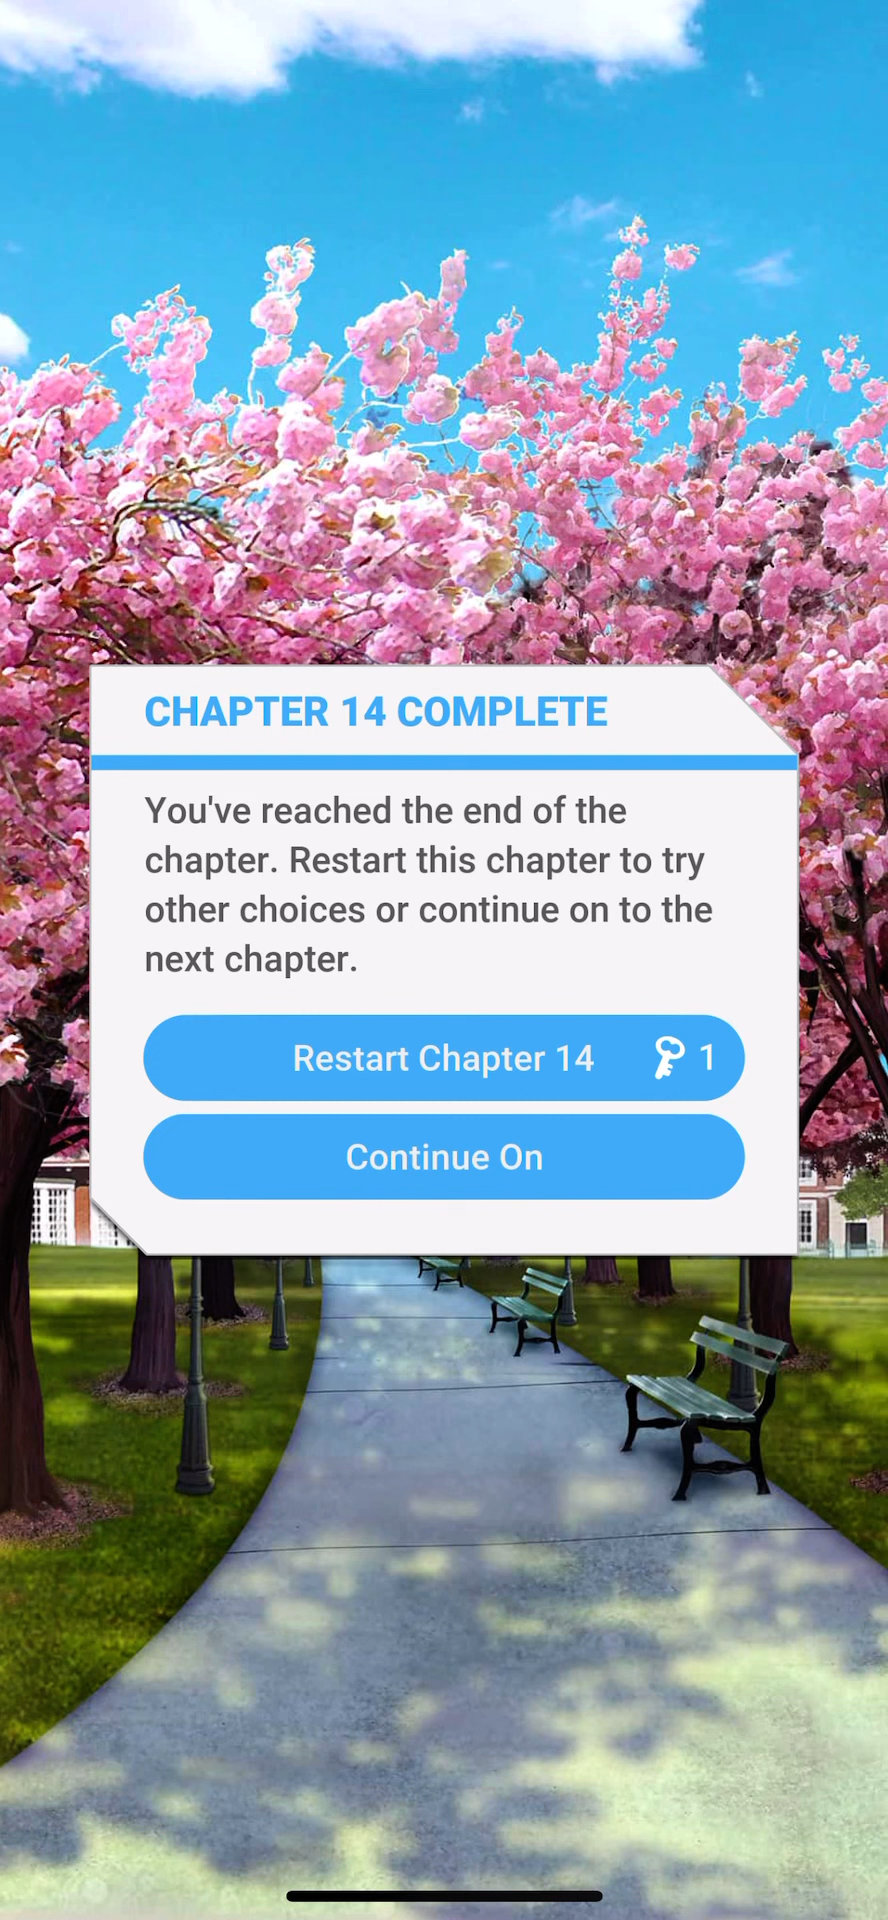 CHAPTER 14 COMPLETE
You've reached the end of the
chapter. Restart this chapter to try
other choices or continue on to the
next chapter.
Restart Chapter 14 1
Continue On